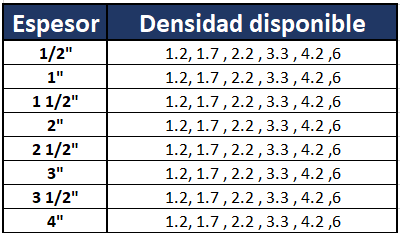 Espesor Densidad disponible
1/2" 1.2, 1.7 , 2.2 , 3.3 , 4.2 ,6
1" 1.2, 1.7 , 2.2 , 3.3 , 4.2 ,6
1 1/2" 1.2, 1.7 , 2.2 , 3.3 , 4.2 ,6
2" 1.2, 1.7 , 2.2 , 3.3 , 4.2 ,6
2 1/2" 1.2, 1.7 , 2.2 , 3.3 , 4.2 ,6
3" 1.2, 1.7 , 2.2 , 3.3 , 4.2 ,6
3 1/2" 1.2, 1.7 , 2.2 , 3.3 , 4.2 ,6
4" 1.2, 1.7 , 2.2 , 3.3 , 4.2 ,6